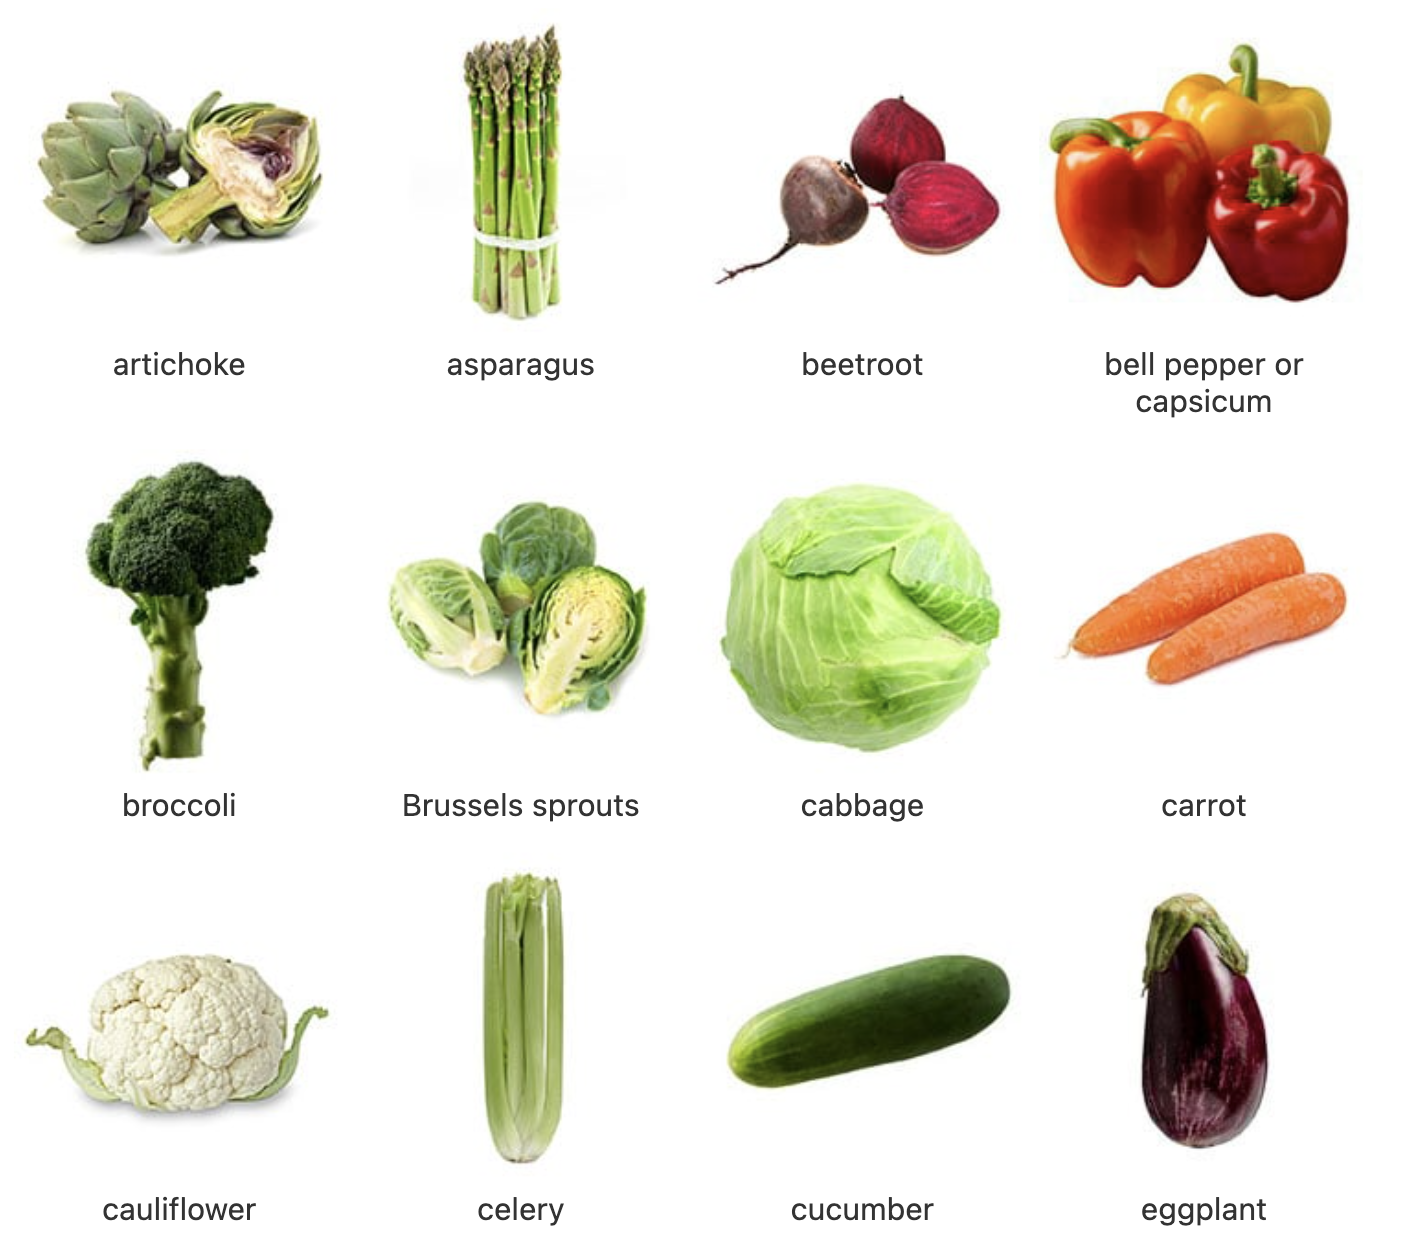 artichoke
asparagus
beetroot
bell pepper or
capsicum
broccoli
Brussels sprouts
cabbage
carrot
cauliflower
celery
cucumber
eggplant